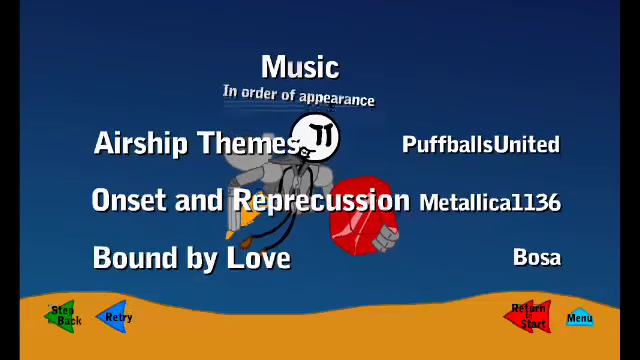 Music
In order of appearance
Airship Themes PuffballsUnited
Onset and Reprecussion Metallica1136
Bound by Love Bosa
Step Back Retry Return to Start Menu